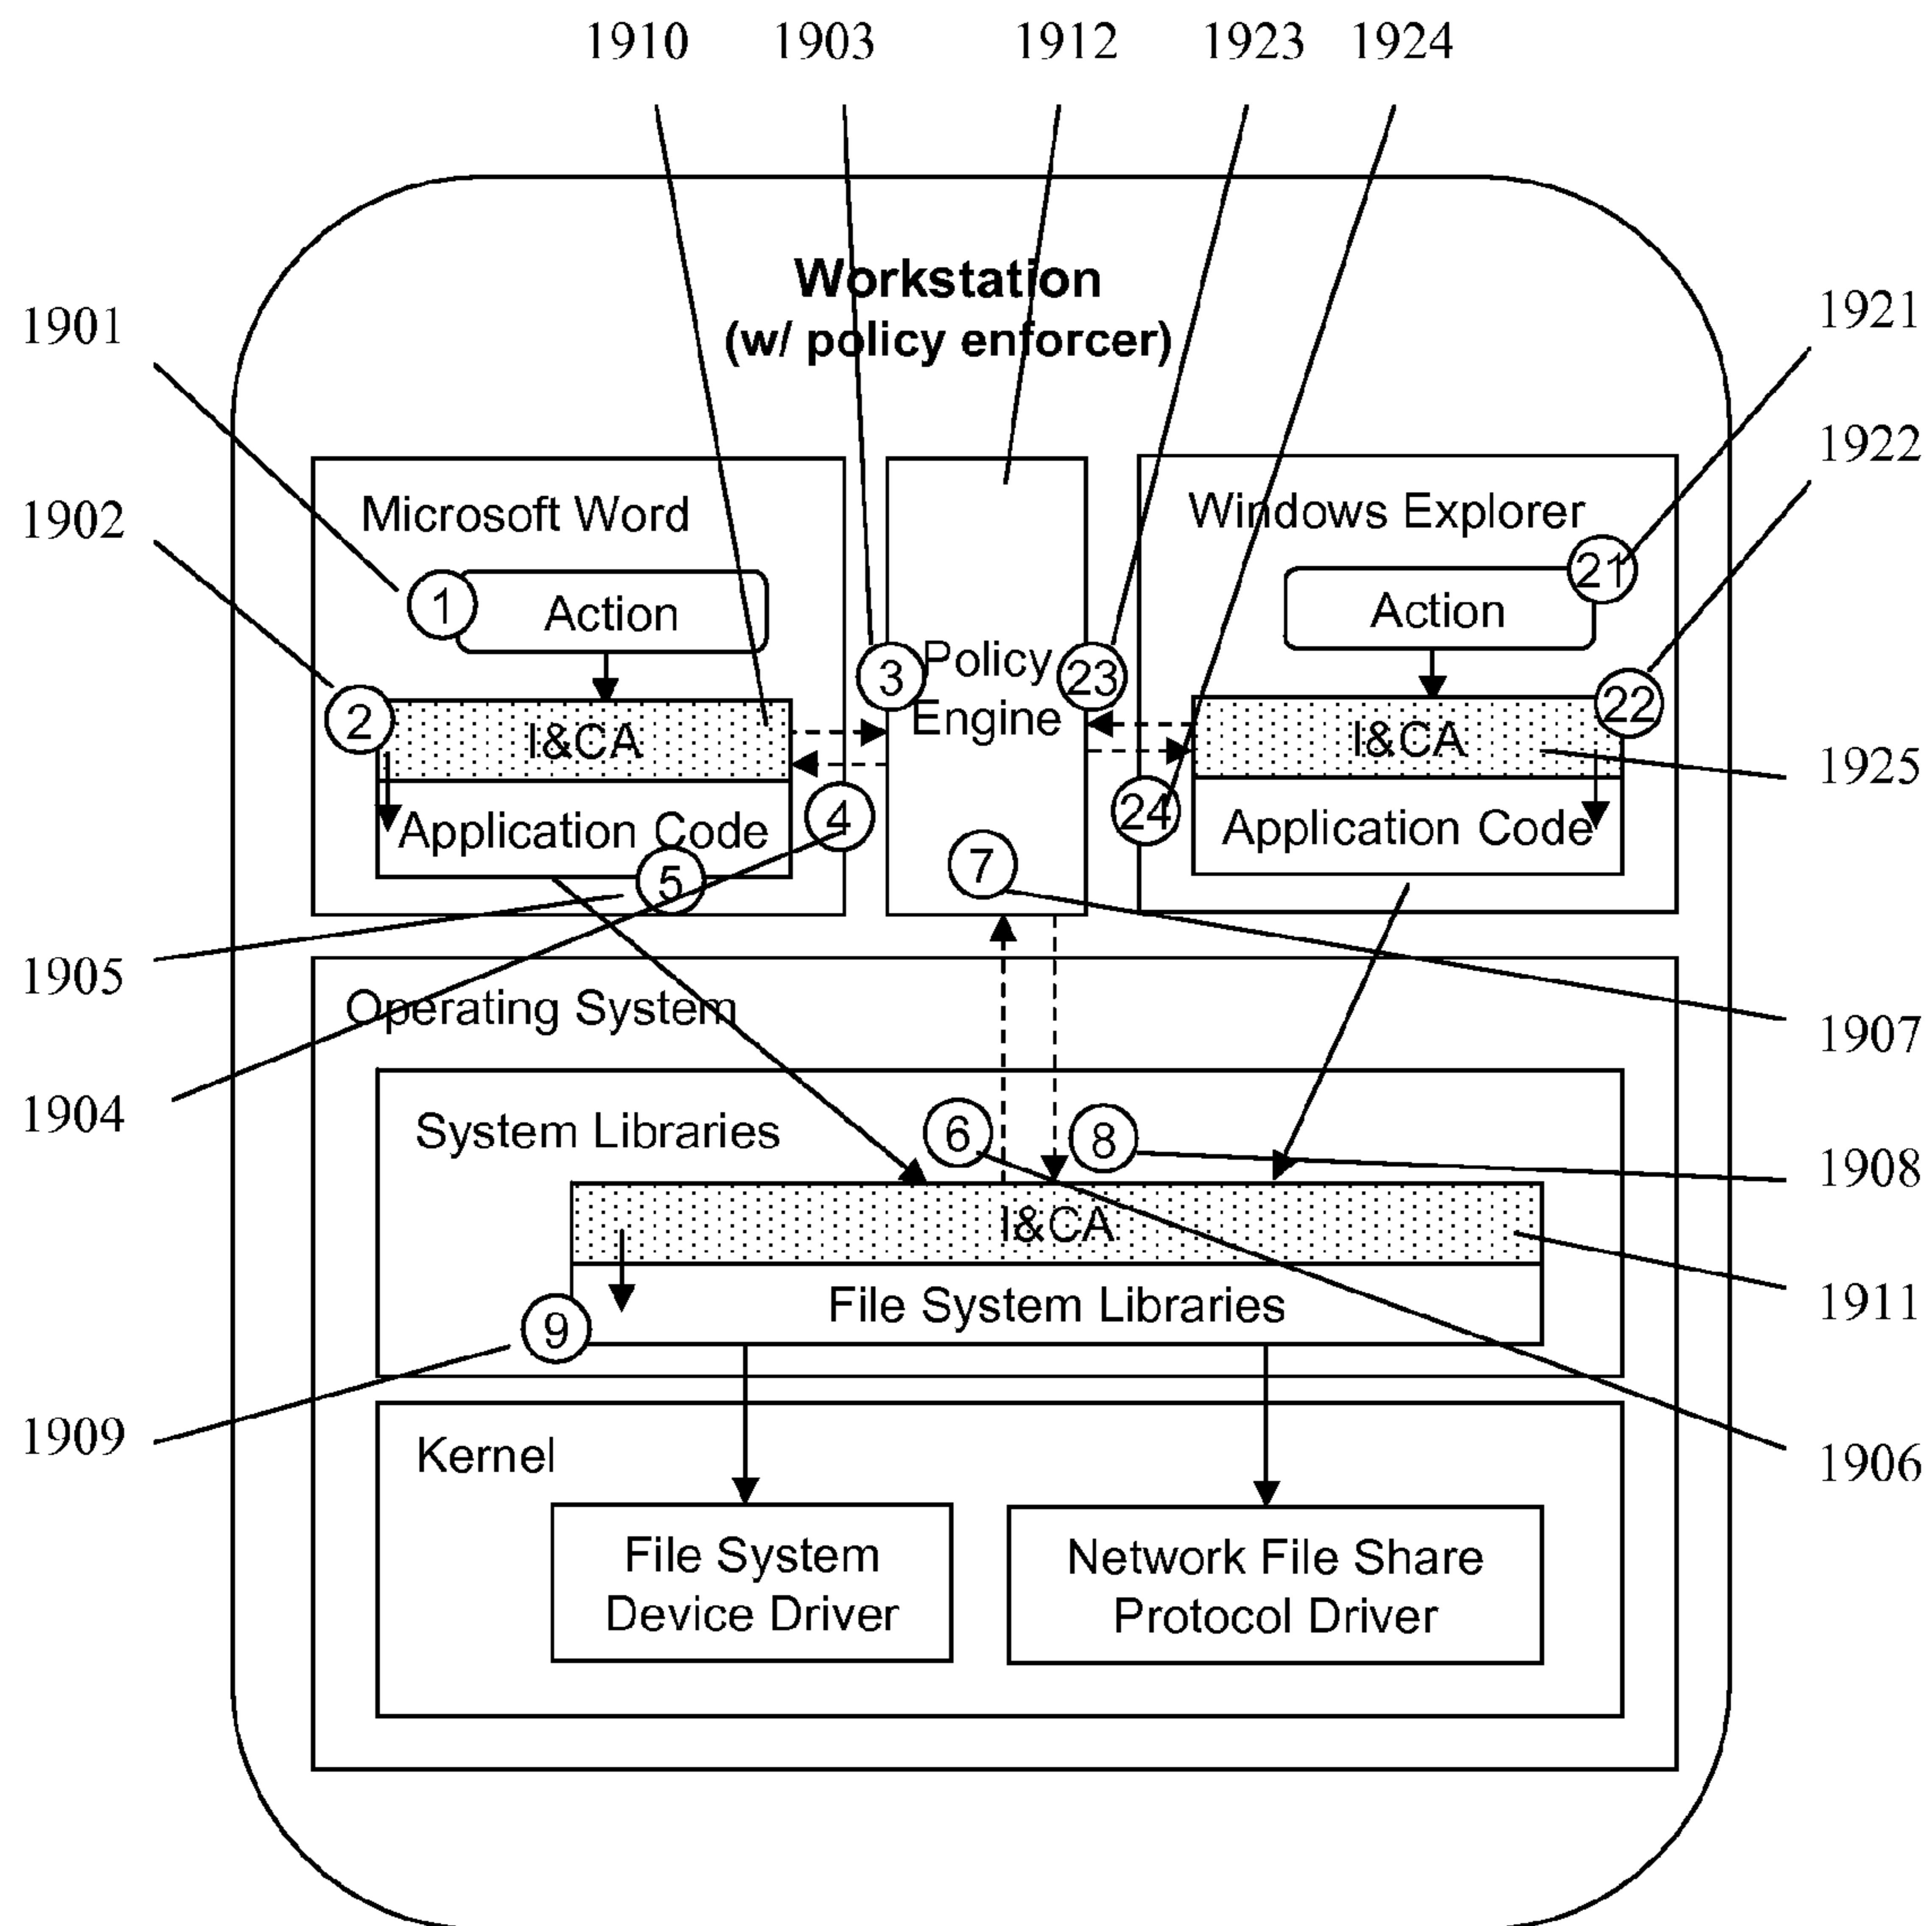 1910 1903 1912 1923 1924
Workstation
(w/ policy enforcer)
1901
1921
1902
1922
Microsoft Word
Windows Explorer
1
Action
21
Action
3
Policy
Engine
23
2
I&CA
22
I&CA
1925
4
24
Application Code
Application Code
5
7
1905
Operating System
1907
1904
System Libraries
6
8
1908
I&CA
1911
File System Libraries
9
1909
Kernel
1906
File System
Device Driver
Network File Share
Protocol Driver